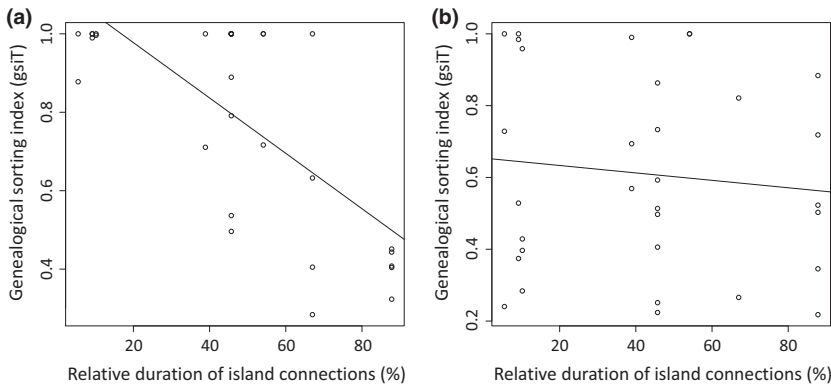 (a)
Genealogical sorting index (gsiT)
1.0
0.8
0.6
0.4
20 40 60 80
Relative duration of island connections (%)
(b)
Genealogical sorting index (gsiT)
1.0
0.8
0.6
0.4
0.2
20 40 60 80
Relative duration of island connections (%)